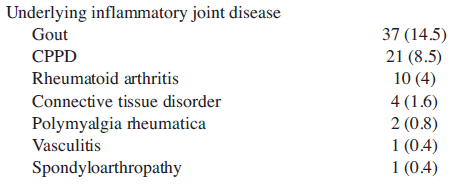 Underlying inflammatory joint disease
Gout 37 (14.5)
CPPD 21 (8.5)
Rheumatoid arthritis 10 (4)
Connective tissue disorder 4 (1.6)
Polymyalgia rheumatica 2 (0.8)
Vasculitis 1 (0.4)
Spondyloarthropathy 1 (0.4)